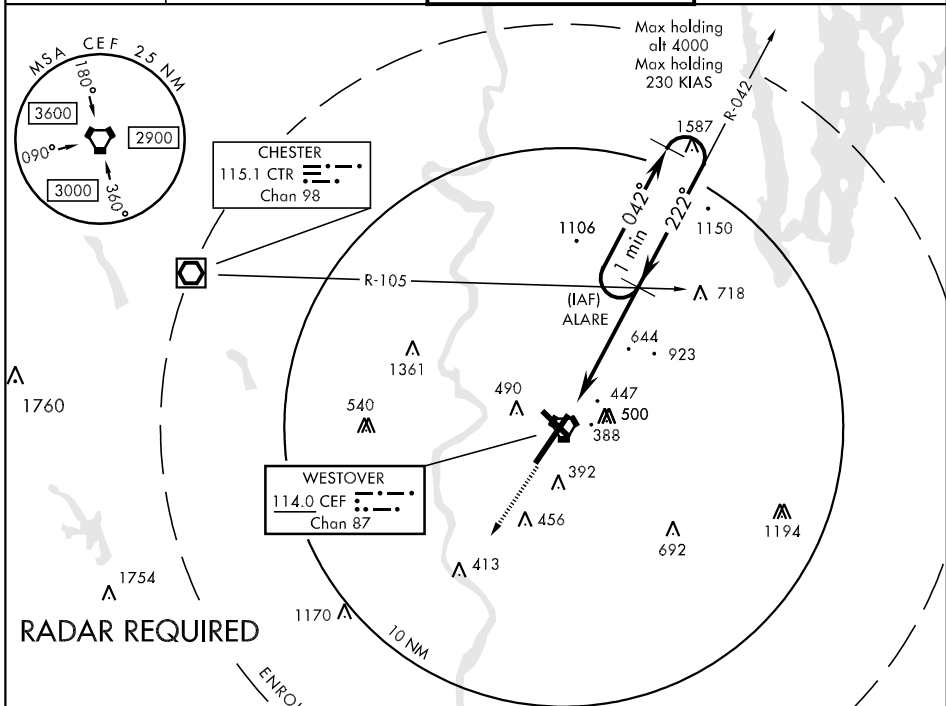 MSA CEF 25 NM
180°
3600
2900
090°
3000
360°
Max holding
alt 4000
Max holding
230 KIAS
R-042
1587
CHESTER
115.1 CTR
Chan 98
042°
222°
1 min
1150
1106
R-105
(IAF)
ALARE
718
644
923
1361
1760
490
447
540
500
388
WESTOVER
114.0 CEF
Chan 87
392
456
1194
692
413
1754
1170
RADAR REQUIRED
10 NM